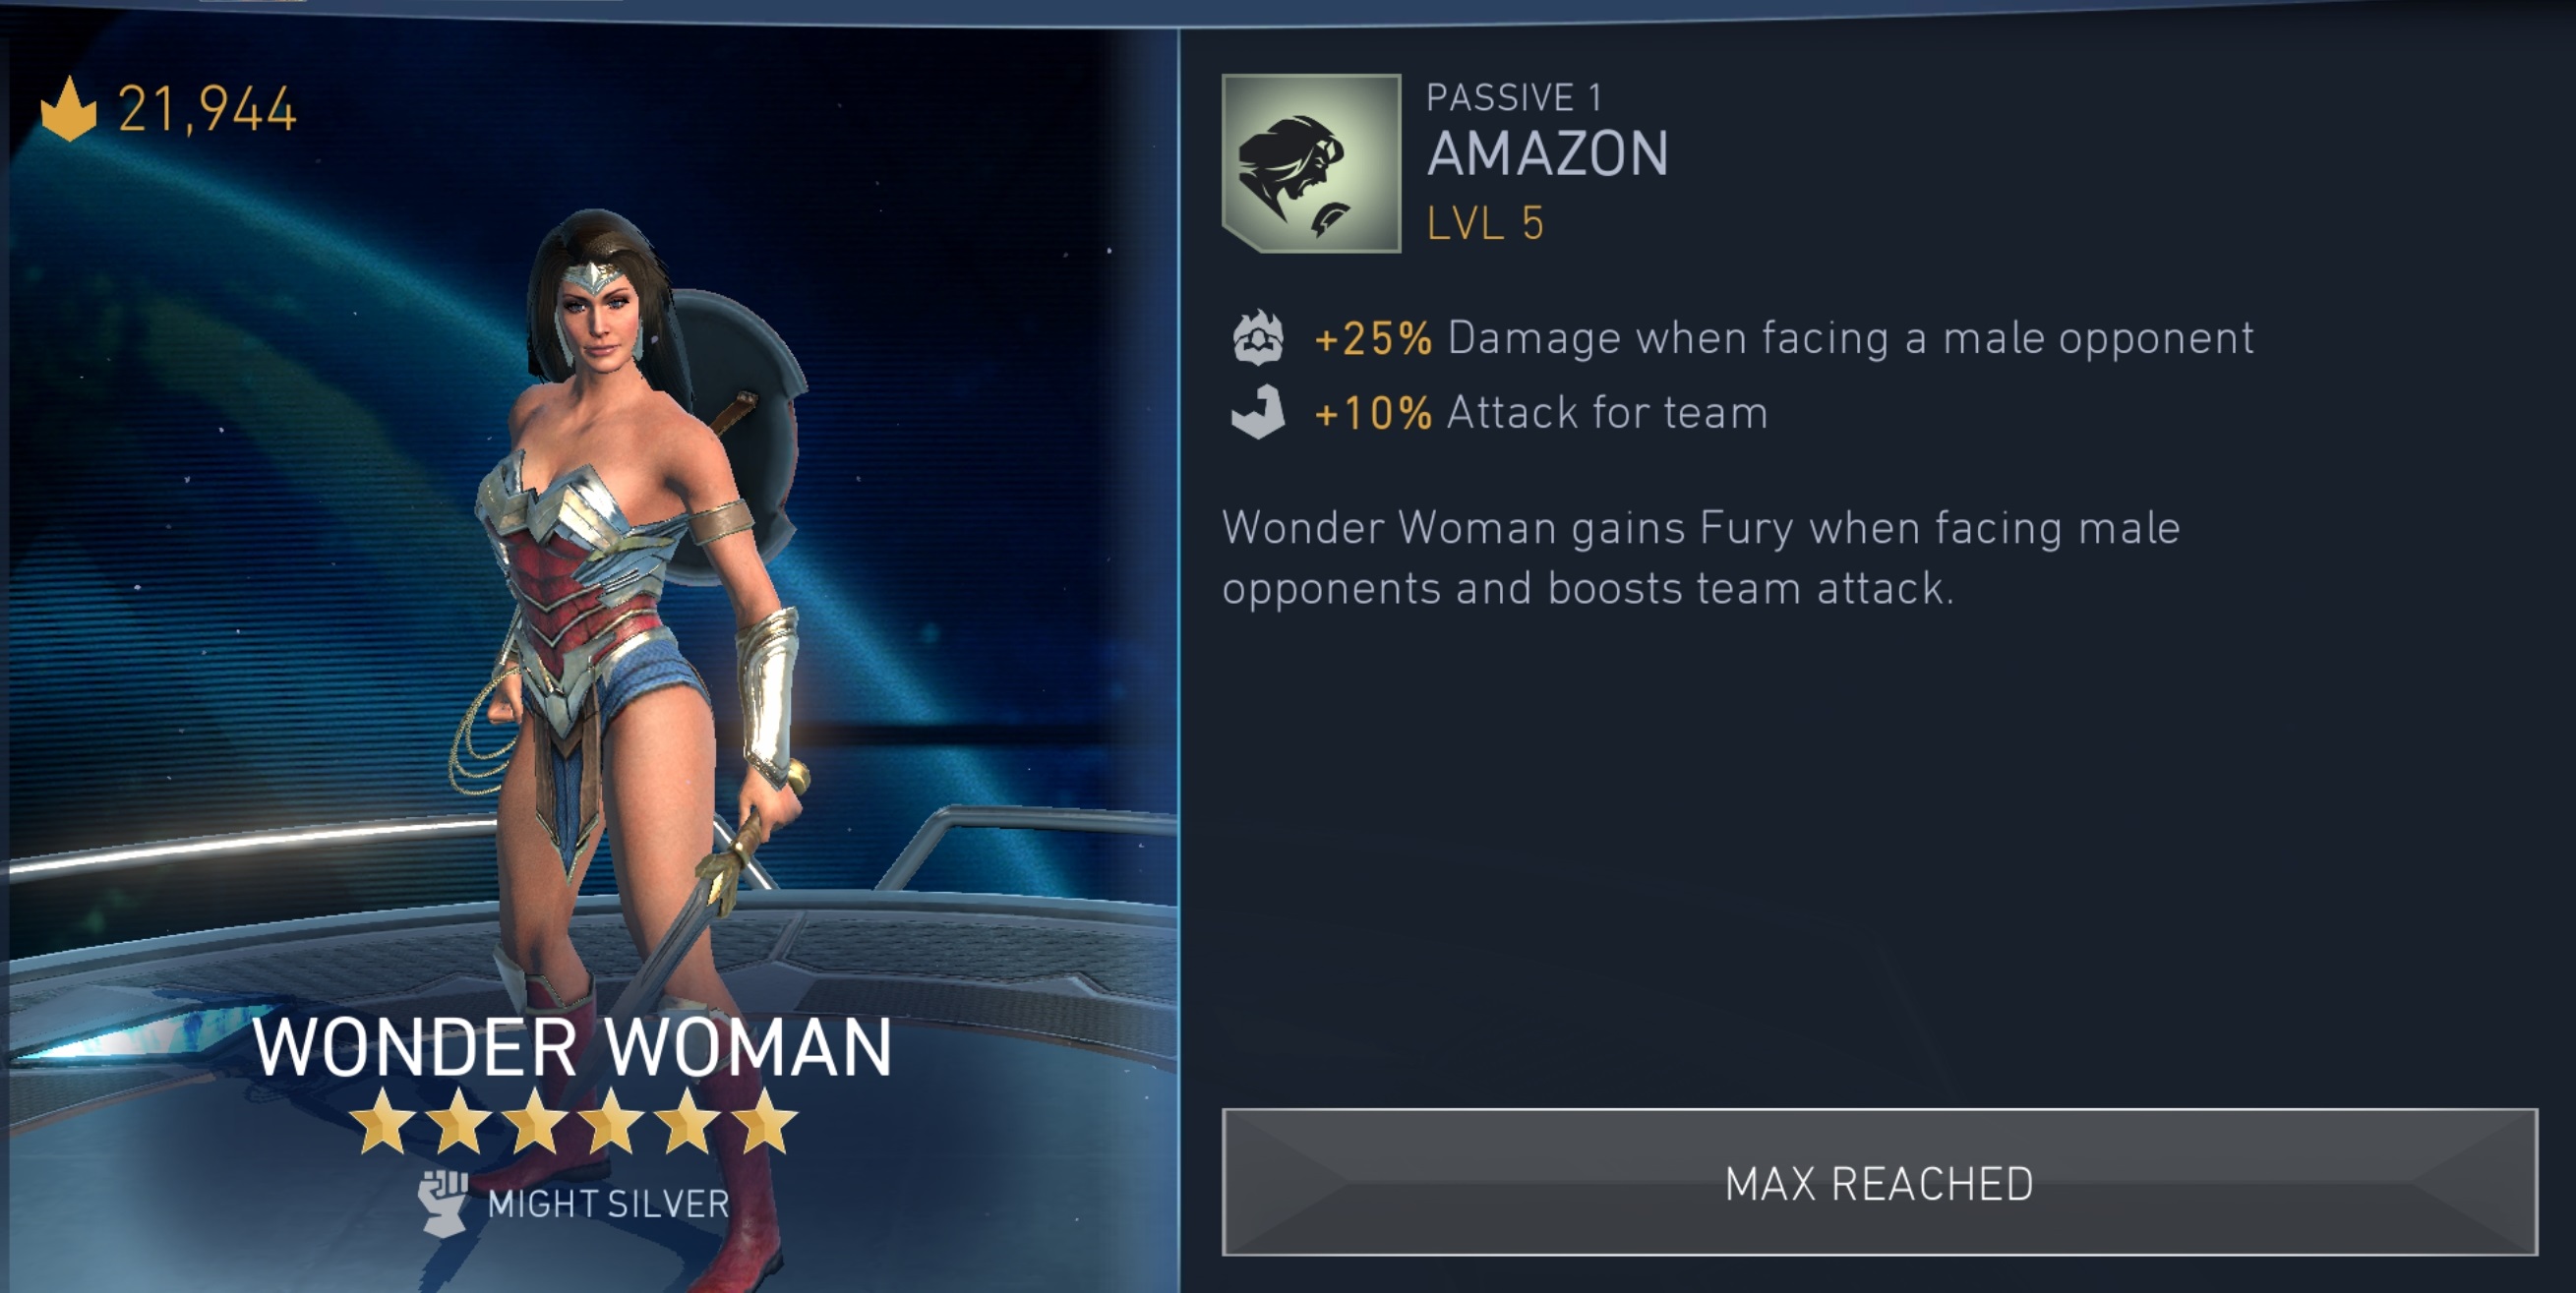 21,944
WONDER WOMAN
MIGHT SILVER
PASSIVE 1
AMAZON
LVL 5
+25% Damage when facing a male opponent
+10% Attack for team
Wonder Woman gains Fury when facing male
opponents and boosts team attack.
MAX REACHED